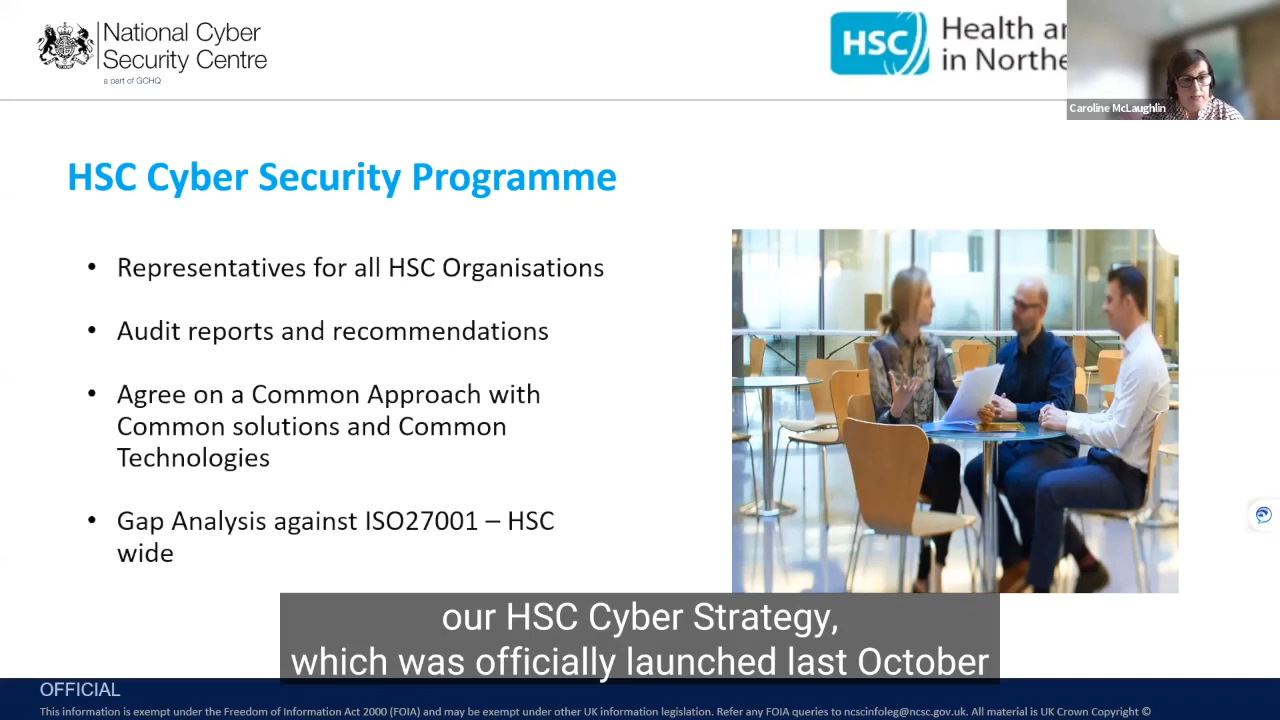 National Cyber
Security Centre
a part of GCHQ
HSC
Health
in
Caroline McLaughlin
HSC Cyber Security Programme
• Representatives for all HSC Organisations
• Audit reports and recommendations
• Agree on a Common Approach with
Common solutions and Common
Technologies
• Gap Analysis against ISO27001 – HSC
wide
our HSC Cyber Strategy,
which was officially launched last October
OFFICIAL
This information is exempt under the Freedom of Information Act 2000 (FOIA) and may be exempt under other UK information legislation. Refer any FOIA queries to ncscinfoleg@ncsc.gov.uk. All material is UK Crown Copyright ©